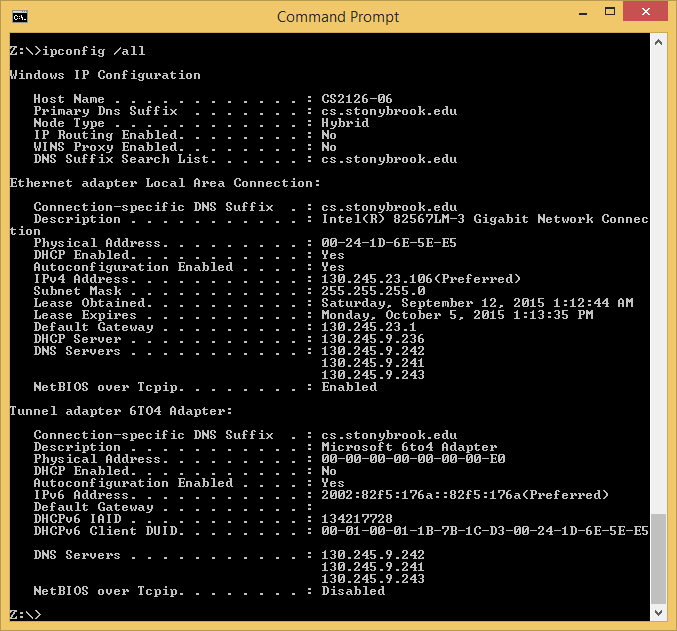 Command Prompt
Z:\>ipconfig /all
Windows IP Configuration
Host Name . . . . . . . . . . . . : CS2126-06
Primary Dns Suffix . . . . . . . : cs.stonybrook.edu
Node Type . . . . . . . . . . . . : Hybrid
IP Routing Enabled. . . . . . . . : No
WINS Proxy Enabled. . . . . . . . : No
DNS Suffix Search List. . . . . . : cs.stonybrook.edu
Ethernet adapter Local Area Connection:
Connection-specific DNS Suffix . : cs.stonybrook.edu
Description . . . . . . . . . . . : Intel(R) 82567LM-3 Gigabit Network Connec
tion
Physical Address. . . . . . . . . : 00-24-1D-6E-5E-E5
DHCP Enabled. . . . . . . . . . . : Yes
Autoconfiguration Enabled . . . . : Yes
IPv4 Address. . . . . . . . . . . : 130.245.23.106(Preferred)
Subnet Mask . . . . . . . . . . . : 255.255.255.0
Lease Obtained. . . . . . . . . . : Saturday, September 12, 2015 1:12:44 AM
Lease Expires . . . . . . . . . . : Monday, October 5, 2015 1:13:35 PM
Default Gateway . . . . . . . . . : 130.245.23.1
DHCP Server . . . . . . . . . . . : 130.245.9.236
DNS Servers . . . . . . . . . . . : 130.245.9.242
130.245.9.241
130.245.9.243
NetBIOS over Tcpip. . . . . . . . : Enabled
Tunnel adapter 6TO4 Adapter:
Connection-specific DNS Suffix . : cs.stonybrook.edu
Description . . . . . . . . . . . : Microsoft 6to4 Adapter
Physical Address. . . . . . . . . : 00-00-00-00-00-00-00-E0
DHCP Enabled. . . . . . . . . . . : No
Autoconfiguration Enabled . . . . : Yes
IPv6 Address. . . . . . . . . . . : 2002:82f5:176a::82f5:176a(Preferred)
Default Gateway . . . . . . . . . :
DHCPv6 IAID . . . . . . . . . . . : 134217728
DHCPv6 Client DUID. . . . . . . . : 00-01-00-01-1B-7B-1C-D3-00-24-1D-6E-5E-E5
DNS Servers . . . . . . . . . . . : 130.245.9.242
130.245.9.241
130.245.9.243
NetBIOS over Tcpip. . . . . . . . : Disabled
Z:\>